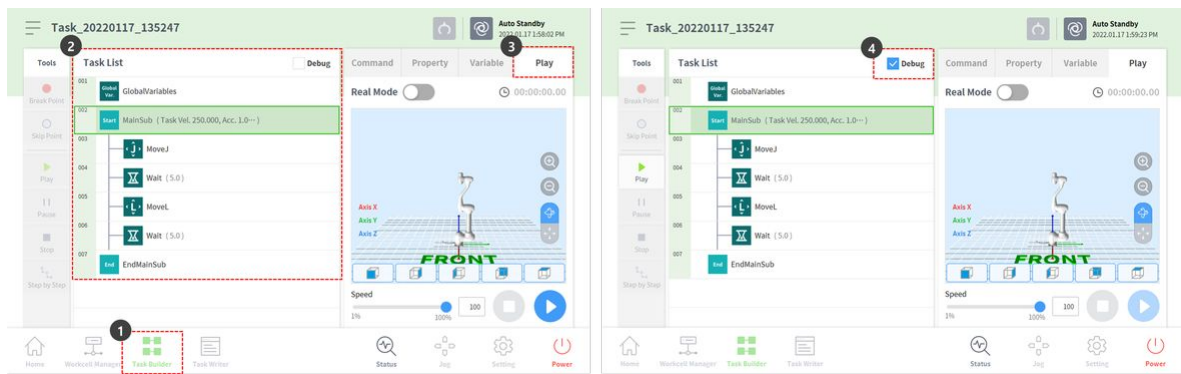 Task_20220117_135247
Auto Standby
2022.01.17 1:58:02 PM
2
3
Tools
Task List
Debug
Command
Property
Variable
Play
001
Global Var.
GlobalVariables
Break Point
Real Mode
00:00:00.00
002
Start
MainSub ( Task Vel. 250.000, Acc. 1.0··· )
Skip Point
003
J
MoveJ
004
Wait (5.0)
Play
005
L
MoveL
Pause
006
Wait (5.0)
Stop
007
End
EndMainSub
Step by Step
Axis X
Axis Y
Axis Z
FRONT
Speed
100
1%
100%
1
Home
Workcell Manager
Task Builder
Task Writer
Status
Jog
Setting
Power
Task_20220117_135247
Auto Standby
2022.01.17 1:59:23 PM
4
Tools
Task List
Debug
Command
Property
Variable
Play
001
Global Var.
GlobalVariables
Break Point
Real Mode
00:00:00.00
002
Start
MainSub ( Task Vel. 250.000, Acc. 1.0··· )
Skip Point
003
J
MoveJ
004
Wait (5.0)
Play
005
L
MoveL
Pause
006
Wait (5.0)
Stop
007
End
EndMainSub
Step by Step
Axis X
Axis Y
Axis Z
FRONT
Speed
100
1%
100%
Home
Workcell Manager
Task Builder
Task Writer
Status
Jog
Setting
Power